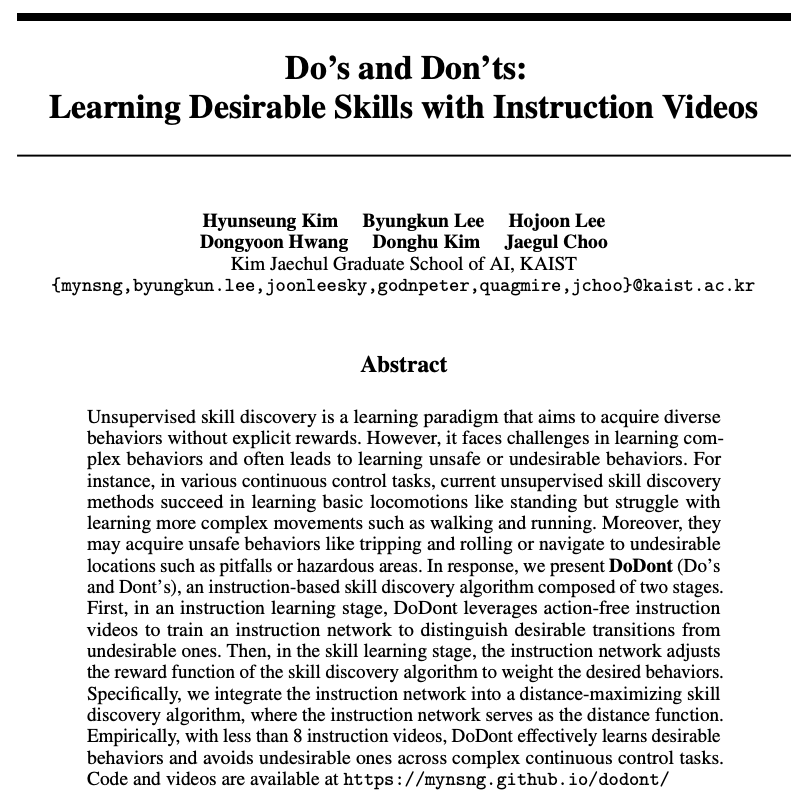 Do's and Don'ts:
Learning Desirable Skills with Instruction Videos
Hyunseung Kim Byungkun Lee Hojoon Lee
Dongyoon Hwang Donghu Kim Jaegul Choo
Kim Jaechul Graduate School of AI, KAIST
{mynsng,byungkun.lee,joonleesky,godnpeter,quagmire,jchoo}@kaist.ac.kr
Abstract
Unsupervised skill discovery is a learning paradigm that aims to acquire diverse
behaviors without explicit rewards. However, it faces challenges in learning com-
plex behaviors and often leads to learning unsafe or undesirable behaviors. For
instance, in various continuous control tasks, current unsupervised skill discovery
methods succeed in learning basic locomotions like standing but struggle with
learning more complex movements such as walking and running. Moreover, they
may acquire unsafe behaviors like tripping and rolling or navigate to undesirable
locations such as pitfalls or hazardous areas. In response, we present DoDont (Do's
and Dont's), an instruction-based skill discovery algorithm composed of two stages.
First, in an instruction learning stage, DoDont leverages action-free instruction
videos to train an instruction network to distinguish desirable transitions from
undesirable ones. Then, in the skill learning stage, the instruction network adjusts
the reward function of the skill discovery algorithm to weight the desired behaviors.
Specifically, we integrate the instruction network into a distance-maximizing skill
discovery algorithm, where the instruction network serves as the distance function.
Empirically, with less than 8 instruction videos, DoDont effectively learns desirable
behaviors and avoids undesirable ones across complex continuous control tasks.
Code and videos are available at https://mynsng.github.io/dodont/